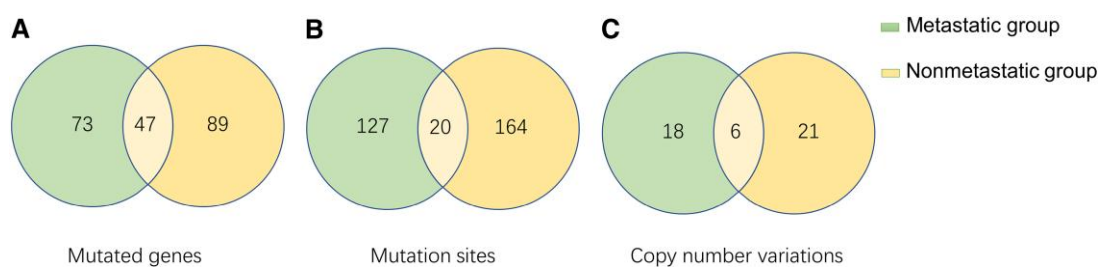 A
B
C
Metastatic group
Nonmetastatic group
73
47
89
127
20
164
18
6
21
Mutated genes
Mutation sites
Copy number variations